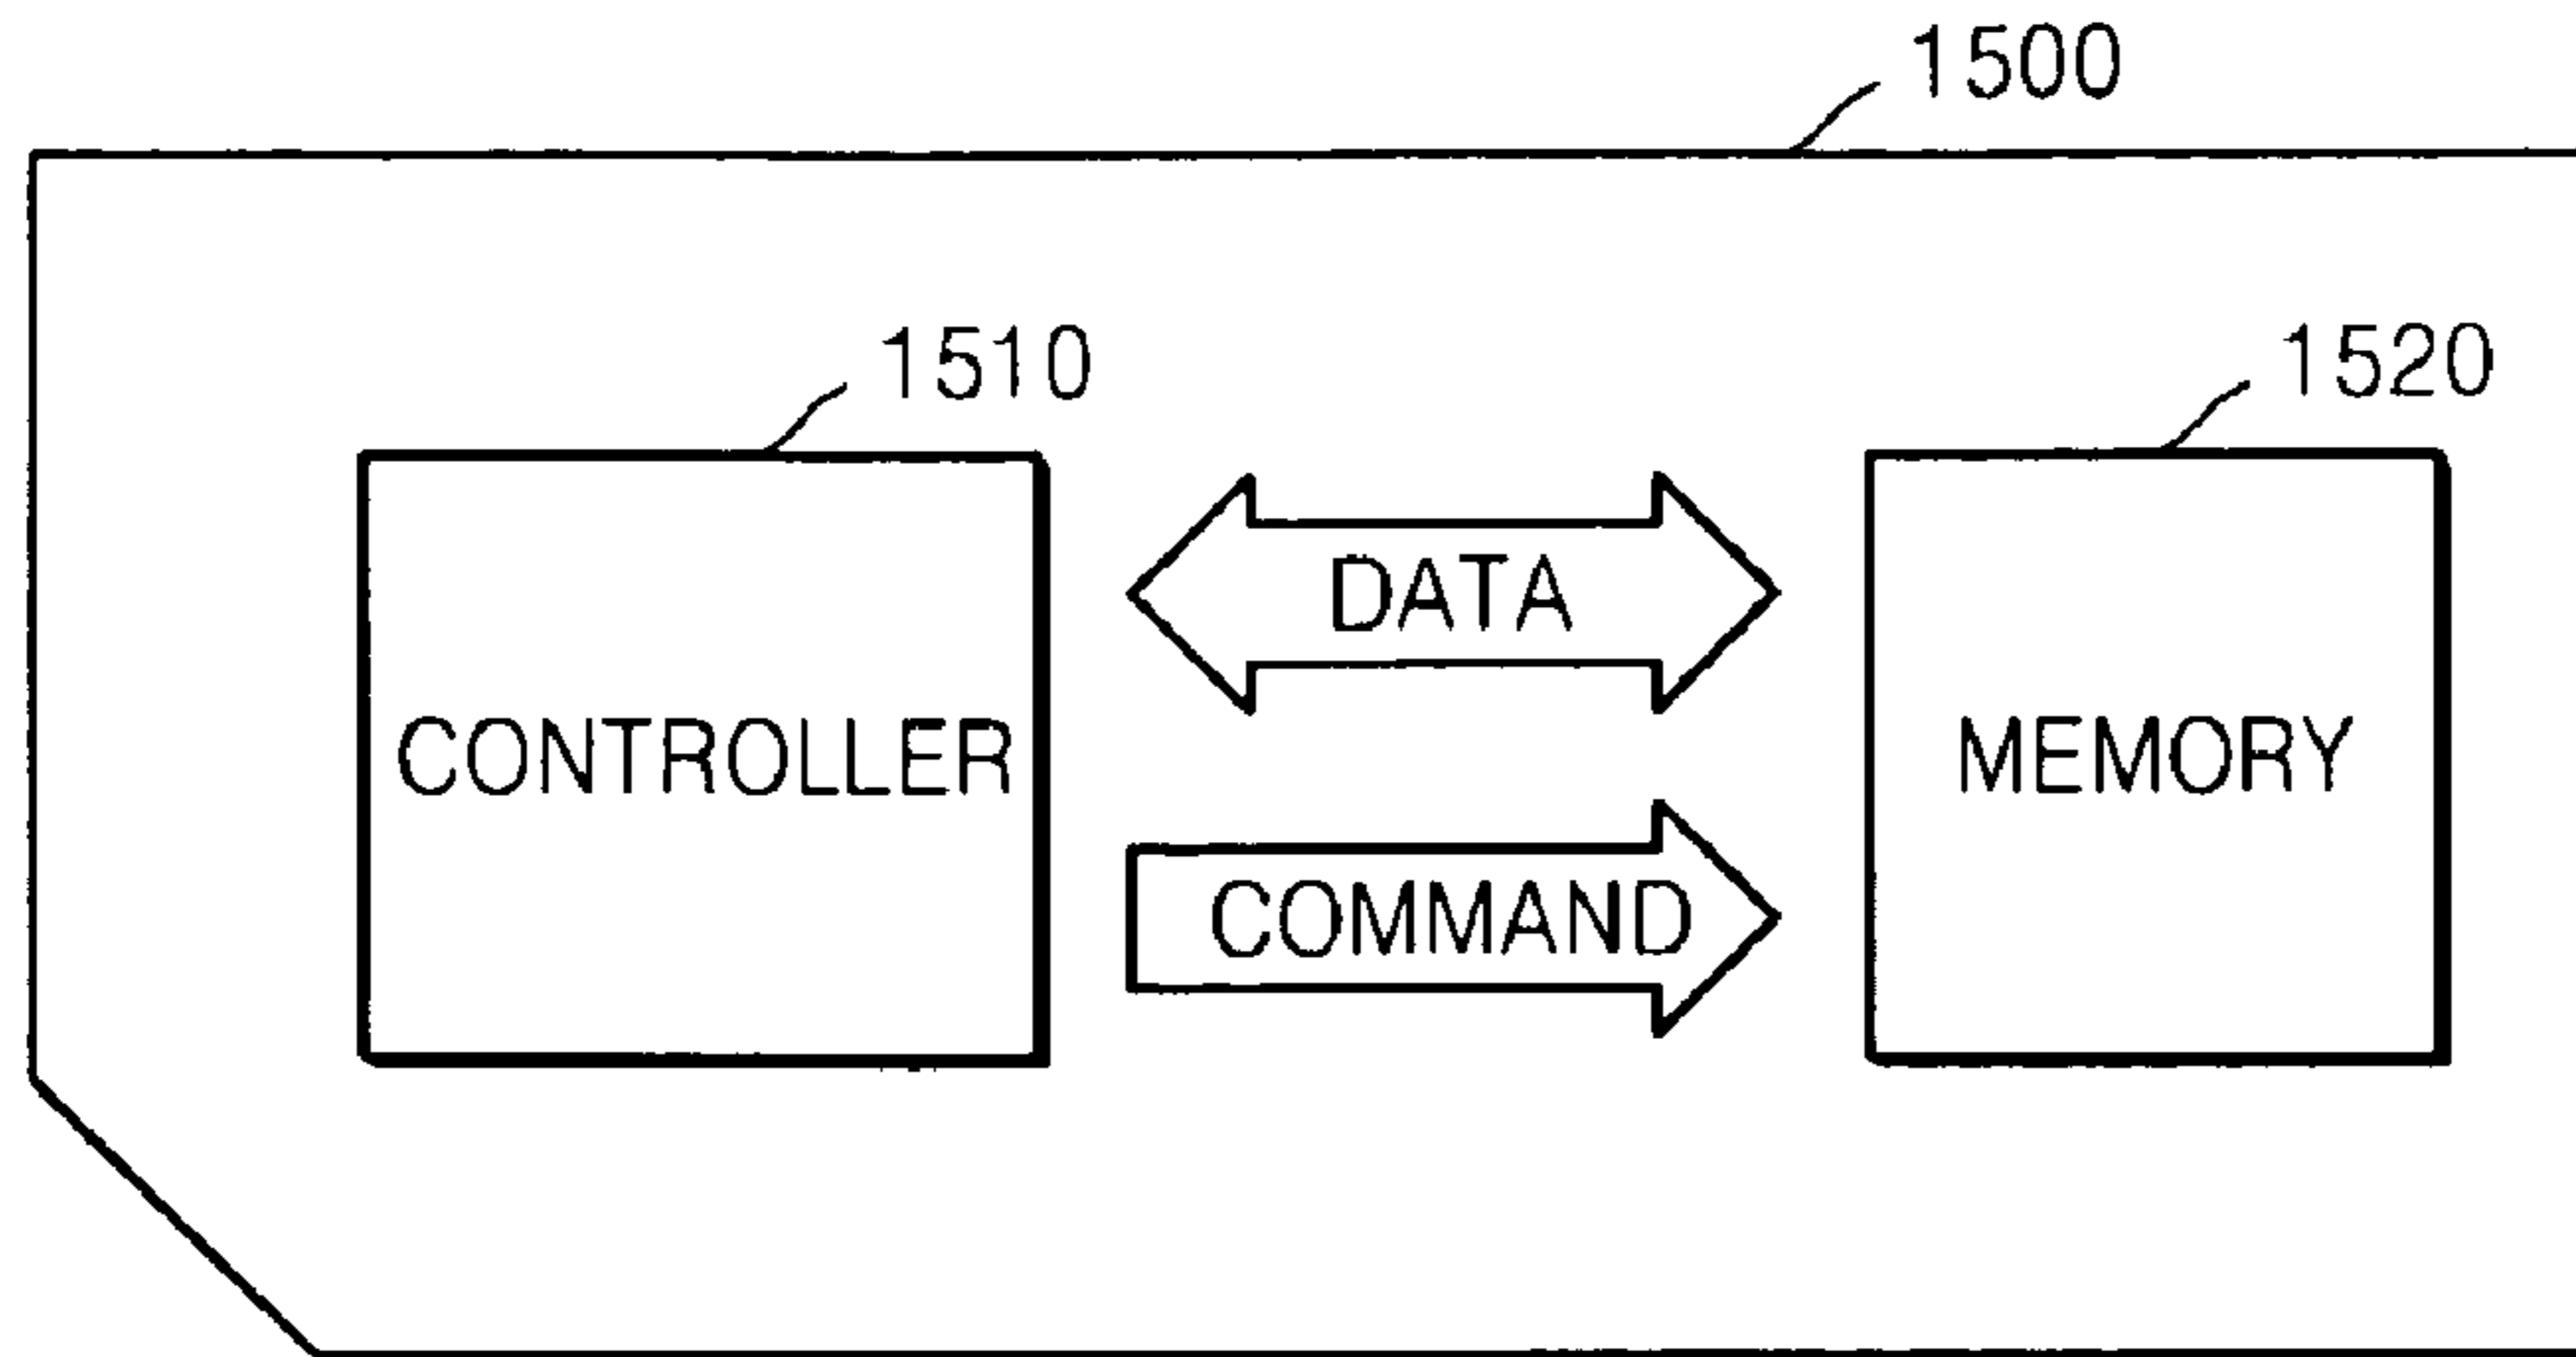 1500
1510
1520
DATA
CONTROLLER
MEMORY
COMMAND